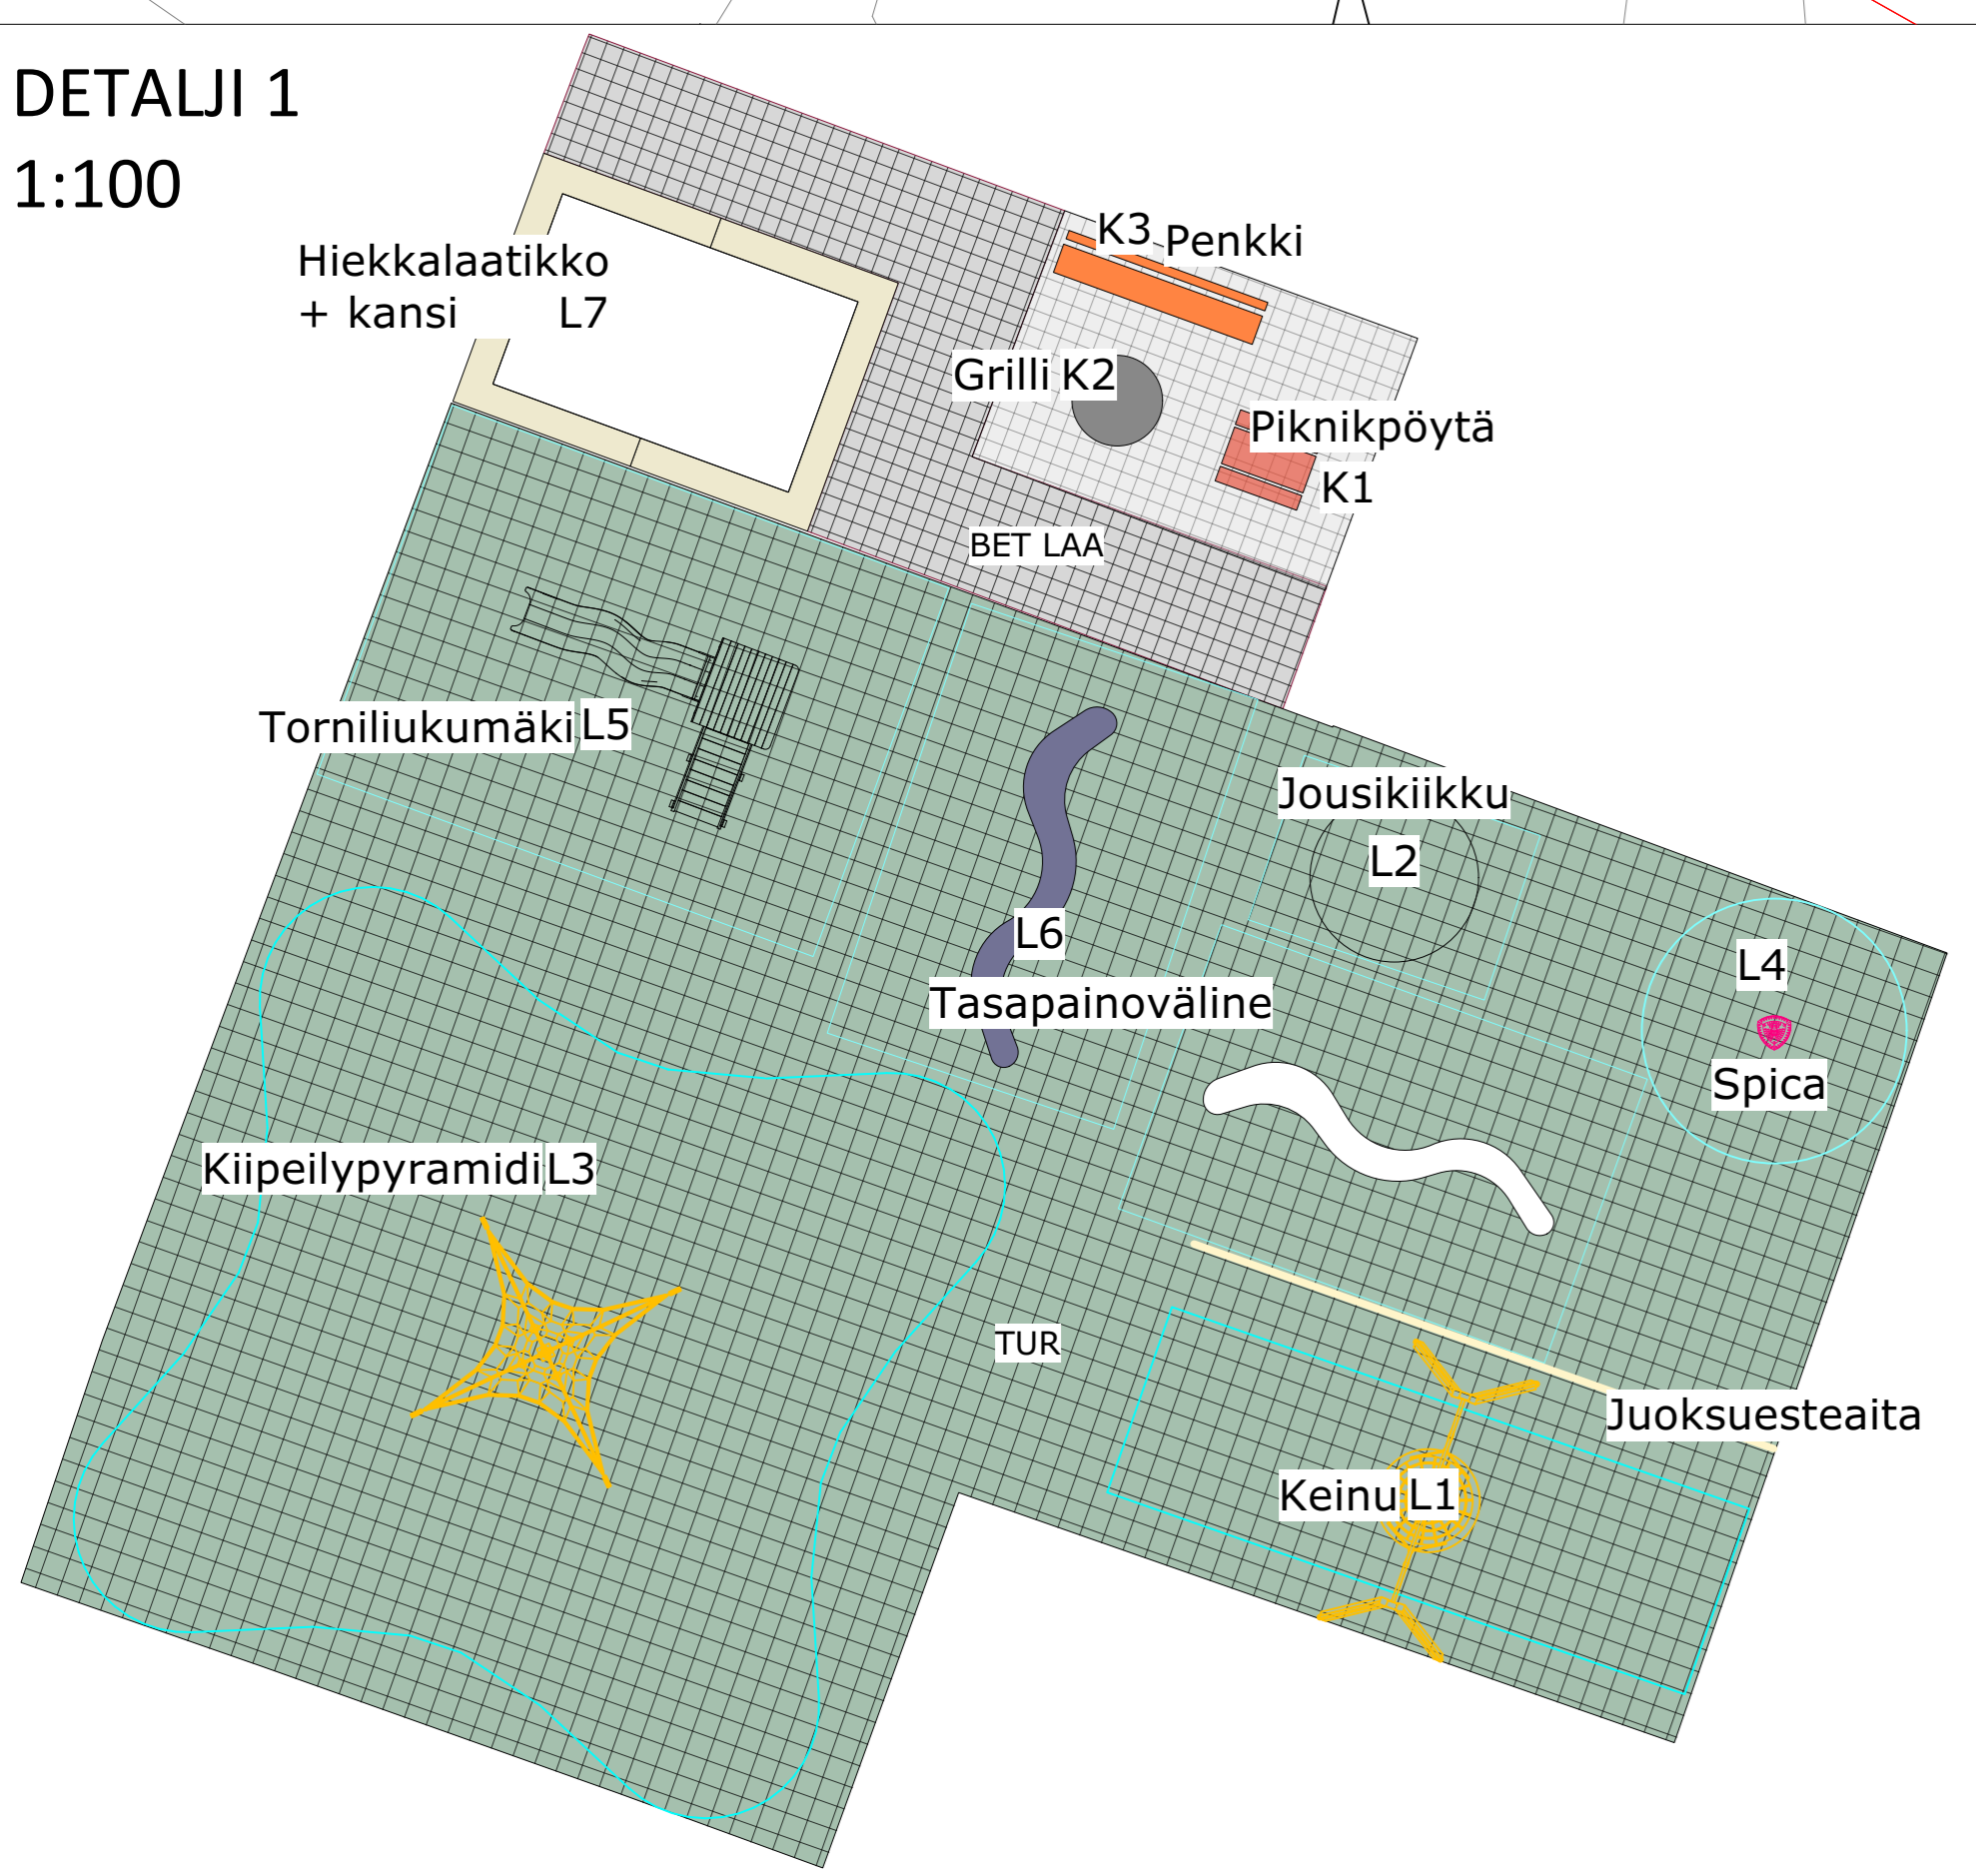 DETALJI 1
1:100
K3 Penkki
Hiekkalaatikko
+ kansi L7
Grilli K2
Piknikpöytä
K1
BET LAA
Torniliukumäki L5
Jousikiikku
L2
L6
L4
Tasapainoväline
Spica
Kiipeilypyramidi L3
TUR
Juoksuesteaita
Keinu L1